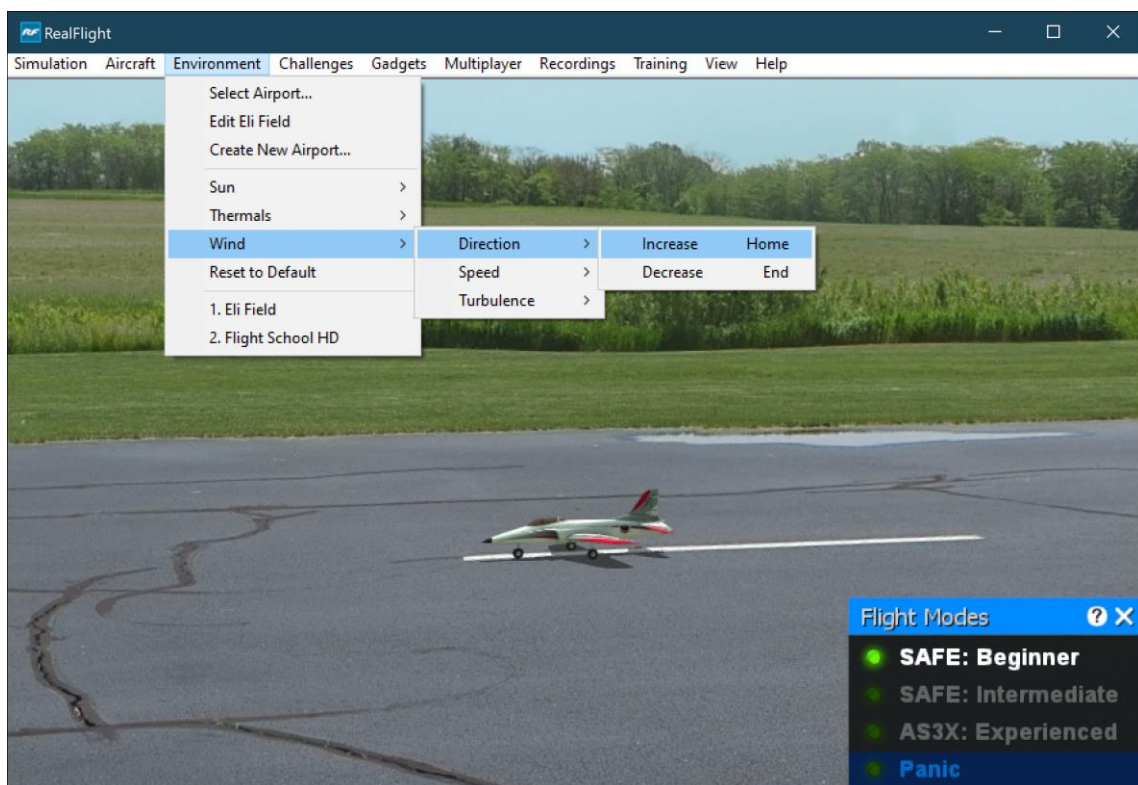 RealFlight
Simulation Aircraft Environment Challenges Gadgets Multiplayer Recordings Training View Help
Select Airport...
Edit Eli Field
Create New Airport...
Sun
Thermals
Wind
Reset to Default
1. Eli Field
2. Flight School HD
Direction
Speed
Turbulence
Increase Home
Decrease End
Flight Modes
SAFE: Beginner
SAFE: Intermediate
AS3X: Experienced
Panic